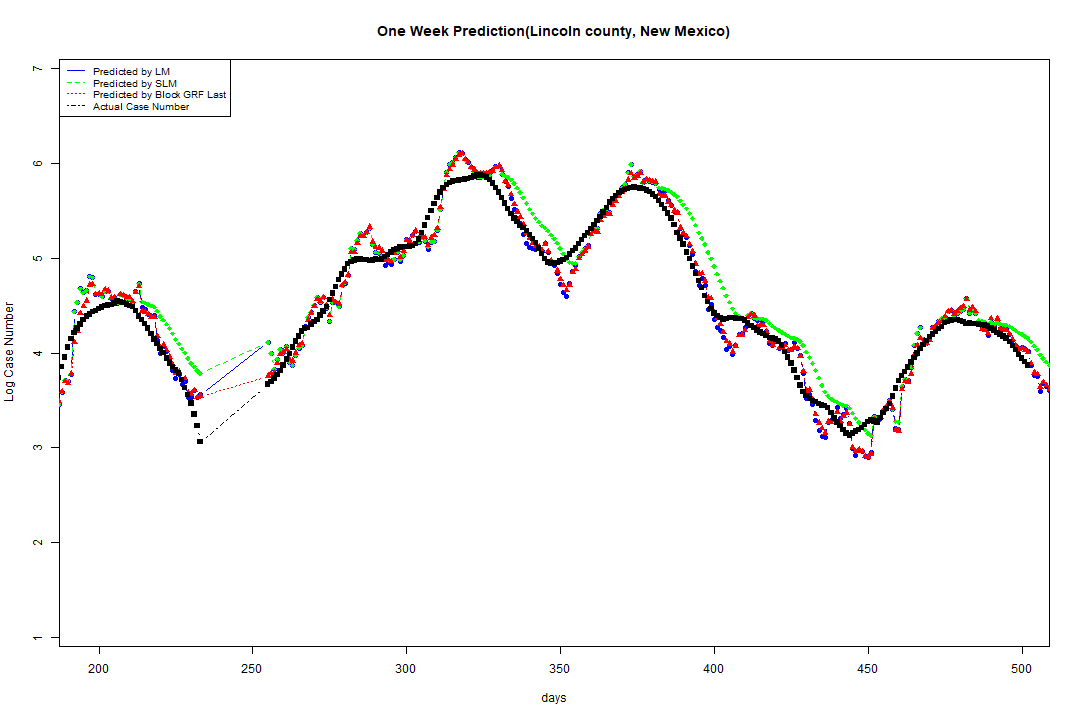 One Week Prediction(Lincoln county, New Mexico)
Predicted by LM
Predicted by SLM
Predicted by Block GRF Last
Actual Case Number
7
6
5
4
3
2
1
Log Case Number
200 250 300 350 400 450 500
days